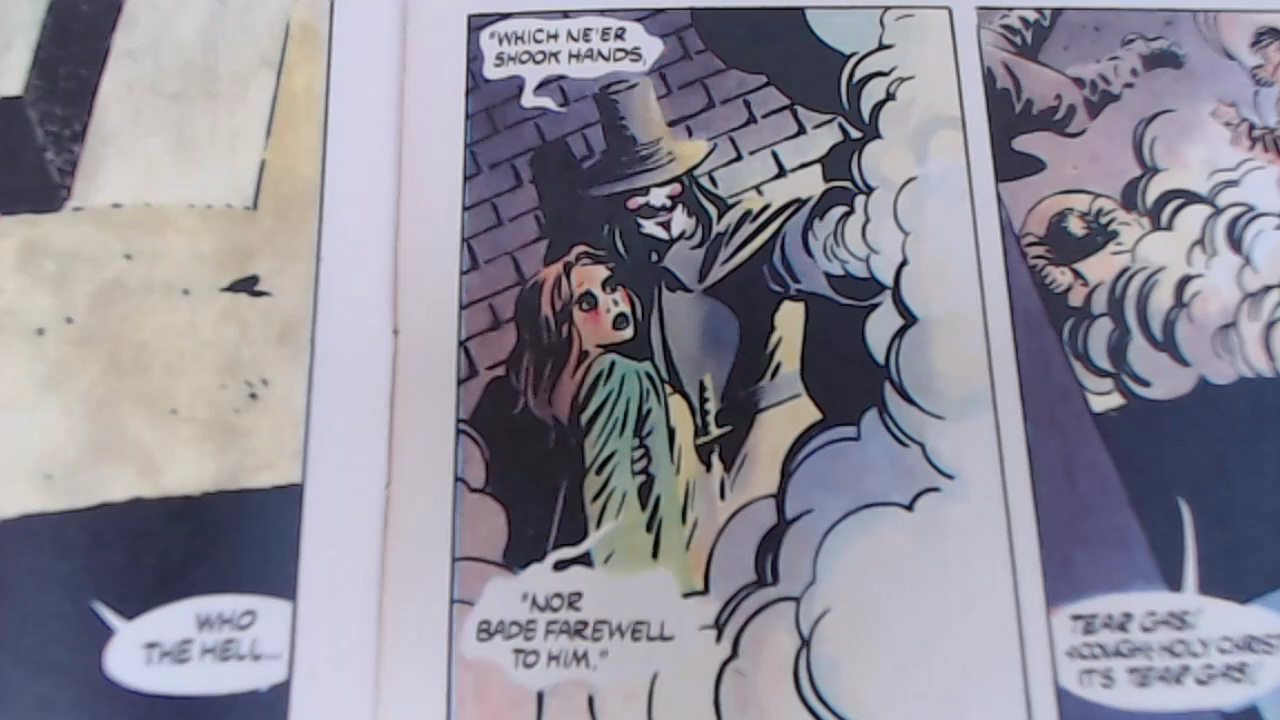 WHO
THE HELL...
"WHICH NE'ER
SHOOK HANDS,
"NOR
BADE FAREWELL
TO HIM."
TEAR GAS!
*COUGH* HOLY CHRIST
IT'S TEAR GAS!